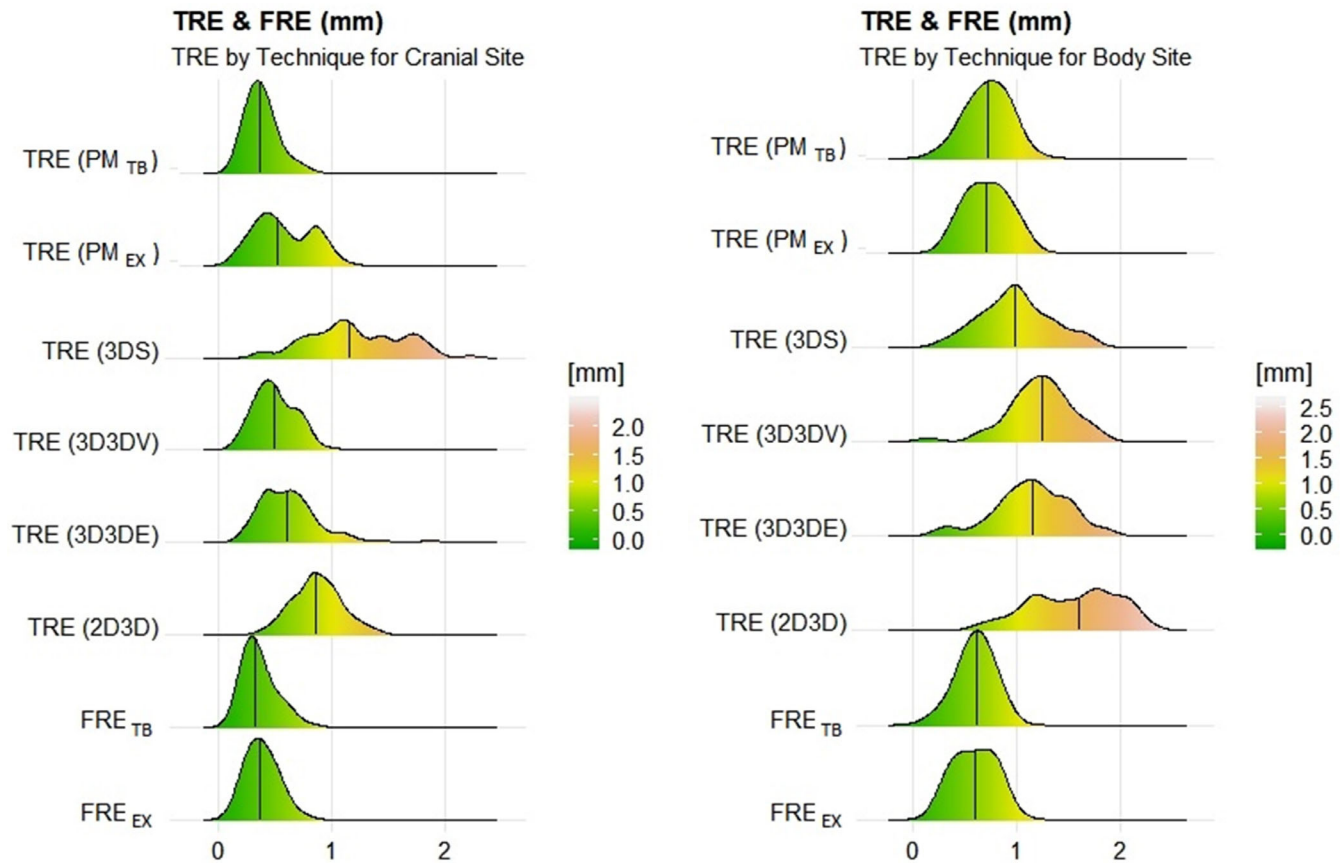 TRE & FRE (mm)
TRE by Technique for Cranial Site
TRE (PM TB)
TRE (PM EX)
TRE (3DS)
TRE (3D3DV)
TRE (3D3DE)
TRE (2D3D)
FRE TB
FRE EX
0 1 2
[mm]
2.0
1.5
1.0
0.5
0.0
TRE & FRE (mm)
TRE by Technique for Body Site
TRE (PM TB)
TRE (PM EX)
TRE (3DS)
TRE (3D3DV)
TRE (3D3DE)
TRE (2D3D)
FRE TB
FRE EX
0 1 2
[mm]
2.5
2.0
1.5
1.0
0.5
0.0